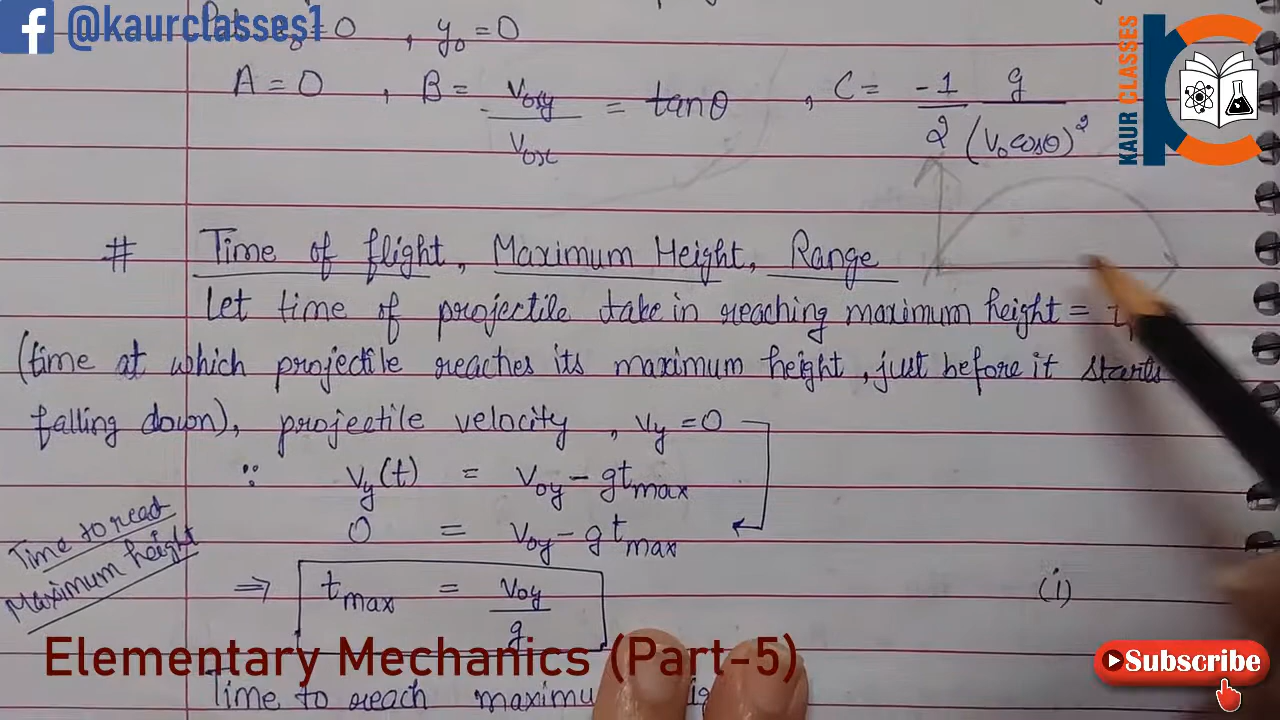 @kaurclasses1
=0 , y₀ =0
KAUR CLASSES
A = 0 , B = v₀y / v₀x = tanθ , C = -1/2 g/(v₀cosθ)²
# Time of flight, Maximum Height, Range
Let time of projectile take in reaching maximum height =
(time at which projectile reaches its maximum height, just before it starts
falling down), projectile velocity , vy =0
∵ vy(t) = v₀y − gtmax
0 = v₀y − gtmax
Time to reach
Maximum height
⇒ tmax = v₀y / g (i)
Elementary Mechanics (Part-5)
Subscribe
Time to reach maximu